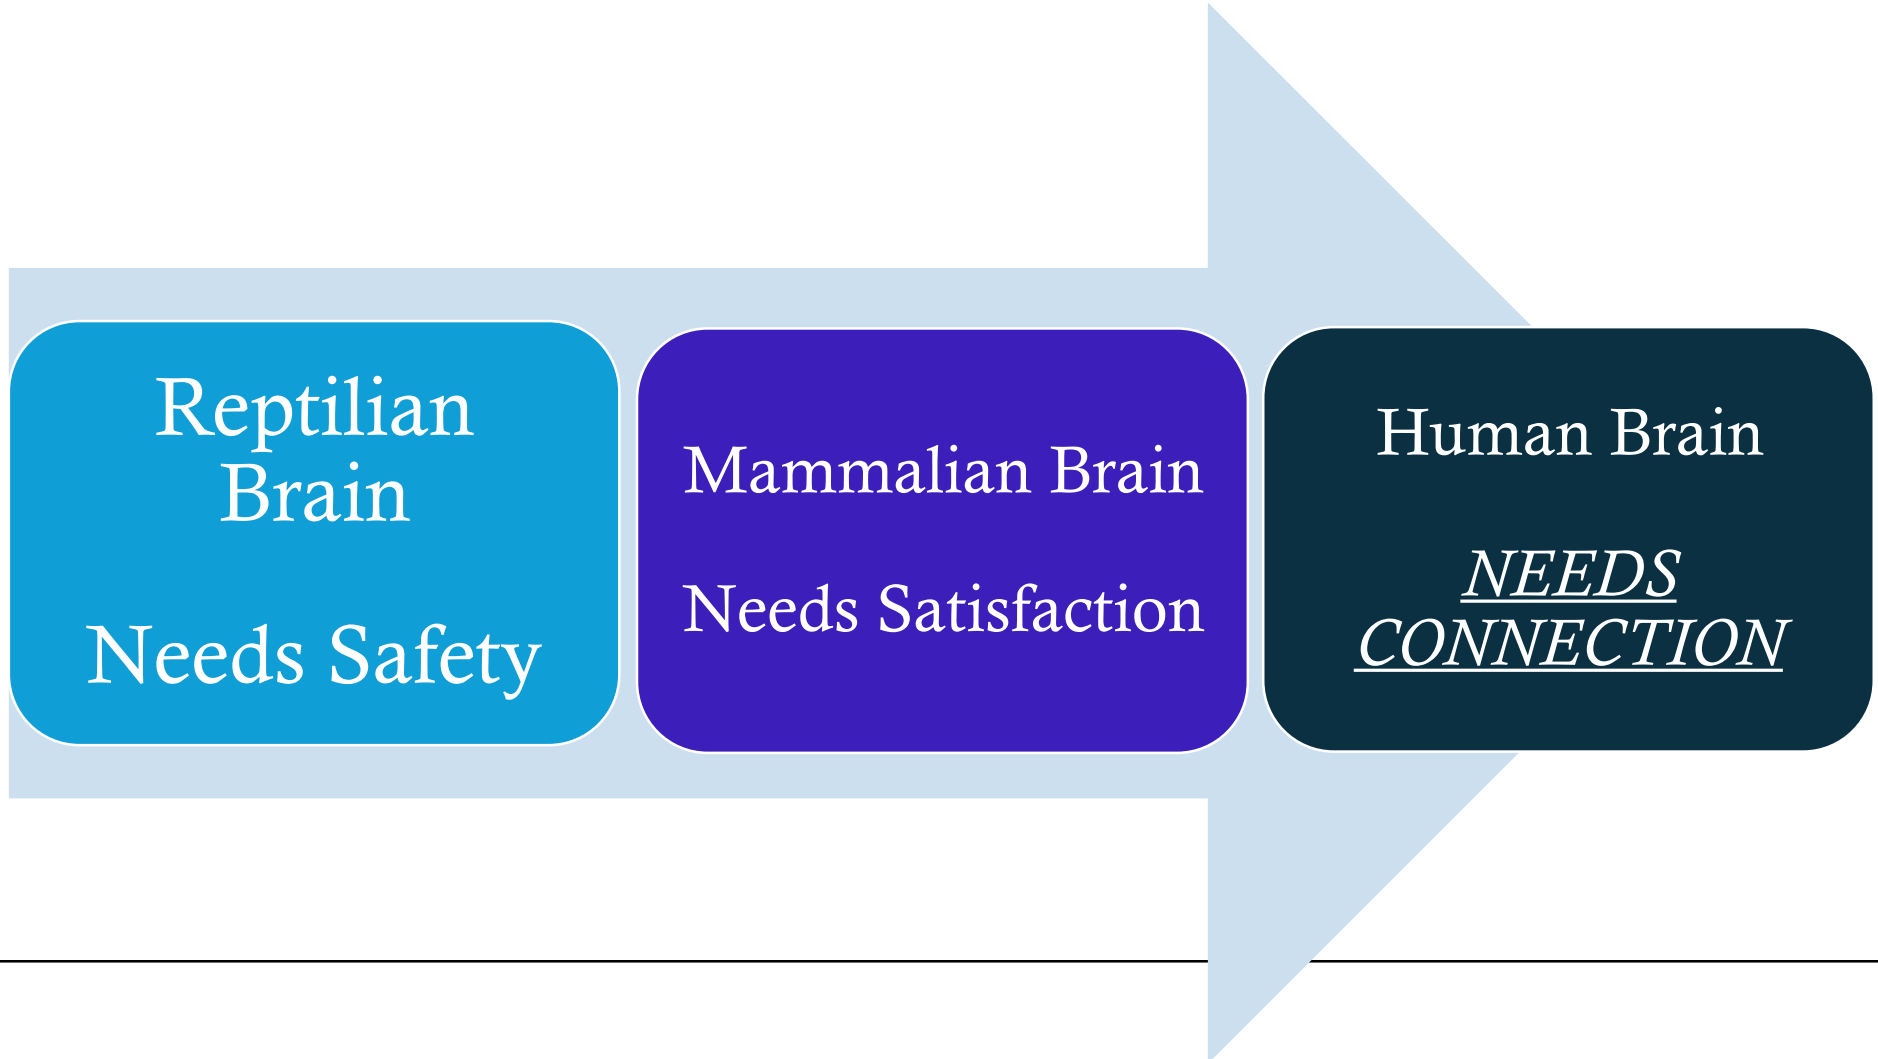 Reptilian
Brain
Needs Safety
Mammalian Brain
Needs Satisfaction
Human Brain
NEEDS
CONNECTION